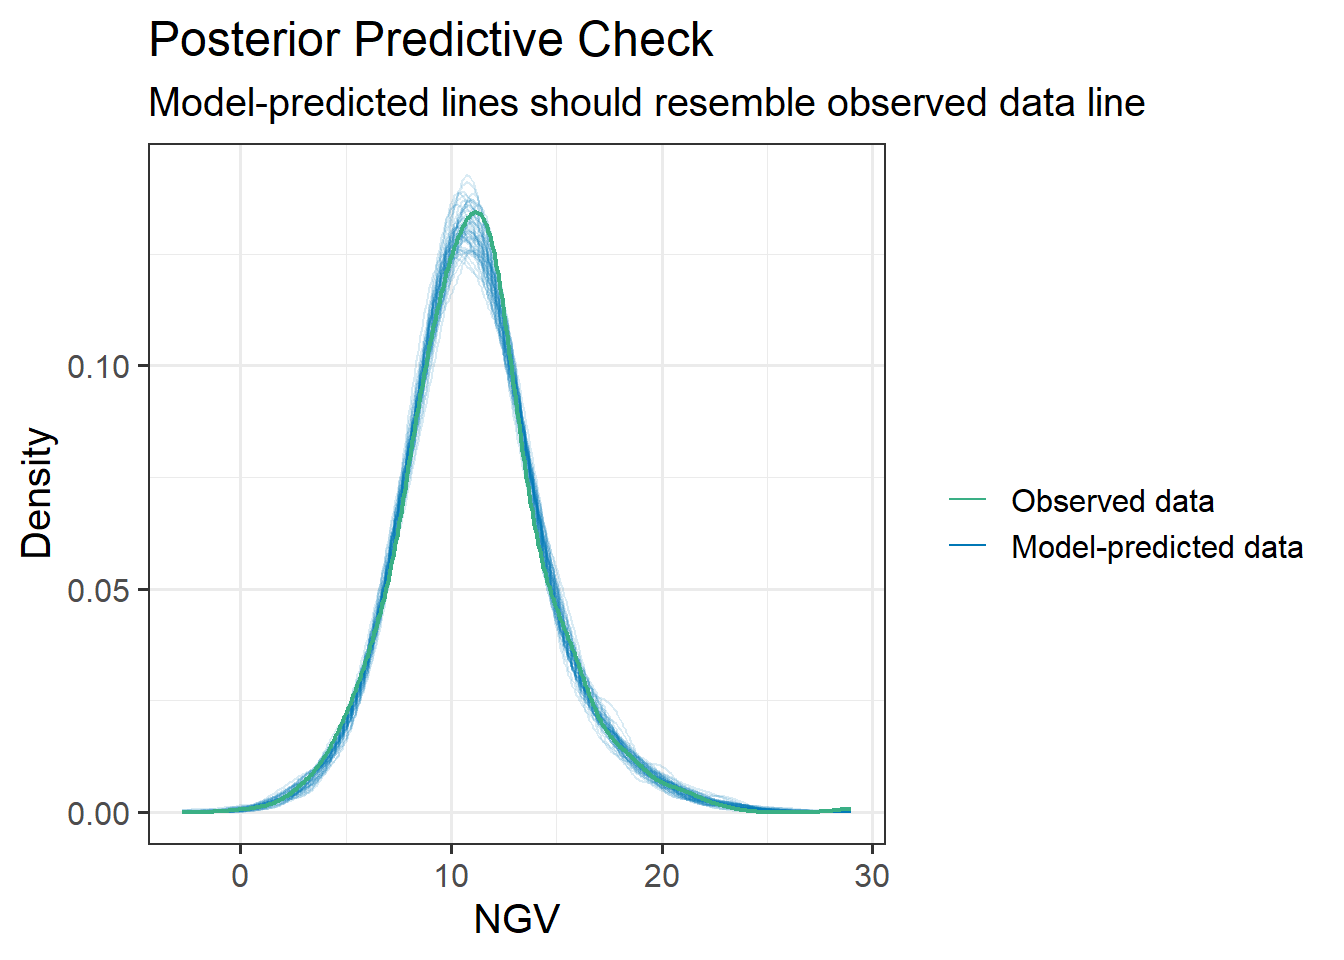 Posterior Predictive Check
Model-predicted lines should resemble observed data line
Density
0.10
0.05
0.00
0
10
20
30
NGV
Observed data
Model-predicted data